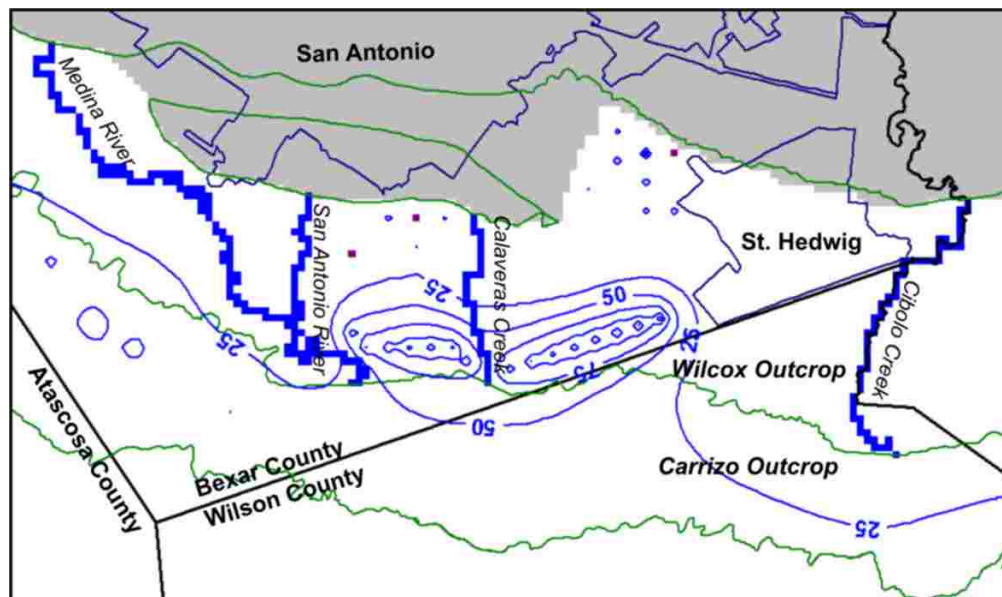 San Antonio
Medina River
San Antonio River
Calaveras Creek
St. Hedwig
Cibolo Creek
25
50
25
25
75
Wilcox Outcrop
50
Carrizo Outcrop
Atascosa County
Bexar County
Wilson County
25